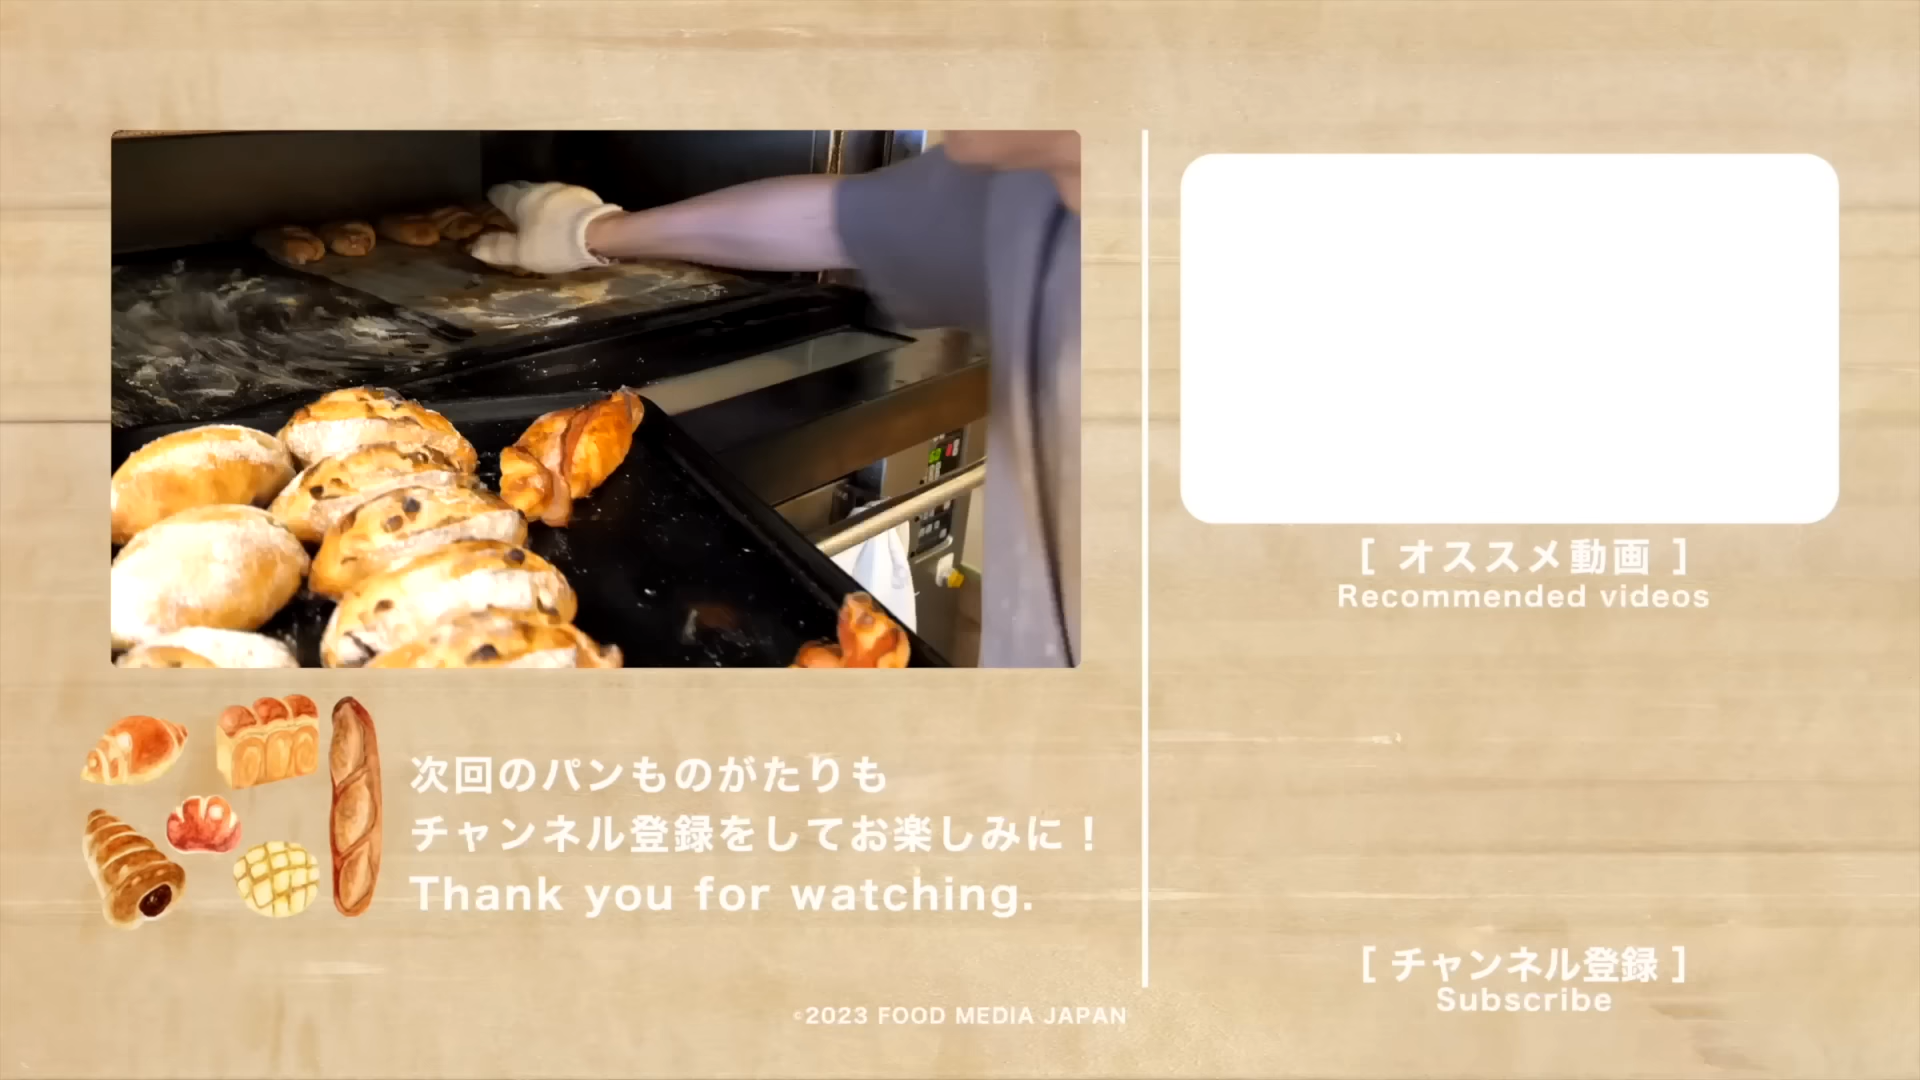 次回のパンものがたりも
チャンネル登録をしてお楽しみに！
Thank you for watching.
©2023 FOOD MEDIA JAPAN
[ オススメ動画 ]
Recommended videos
[ チャンネル登録 ]
Subscribe